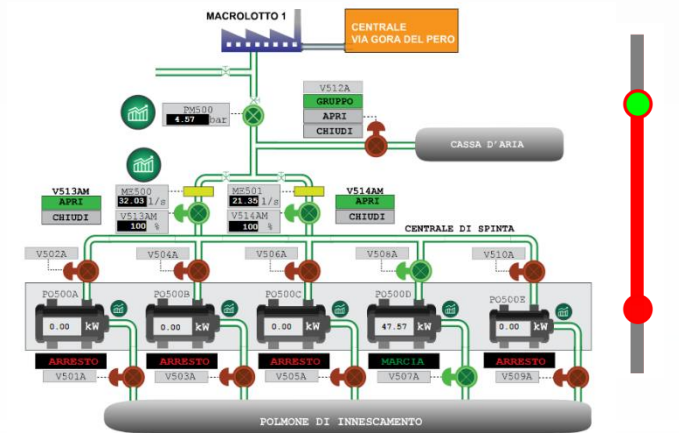 MACROLOTTO 1
CENTRALE
VIA GORA DEL PERO
V512A
GRUPPO
APRI
CHIUDI
PM500
4.57 bar
CASSA D'ARIA
V513AM
APRI
CHIUDI
ME500
32.03 l/s
V513AM
100 %
ME501
21.35 l/s
V514AM
100 %
V514AM
APRI
CHIUDI
CENTRALE DI SPINTA
V502A
V504A
V506A
V508A
V510A
PO500A
PO500B
PO500C
PO500D
PO500E
0.00 kW
0.00 kW
0.00 kW
47.57 kW
0.00 kW
ARRESTO
ARRESTO
ARRESTO
MARCIA
ARRESTO
V501A
V503A
V505A
V507A
V509A
POLMONE DI INNESCAMENTO